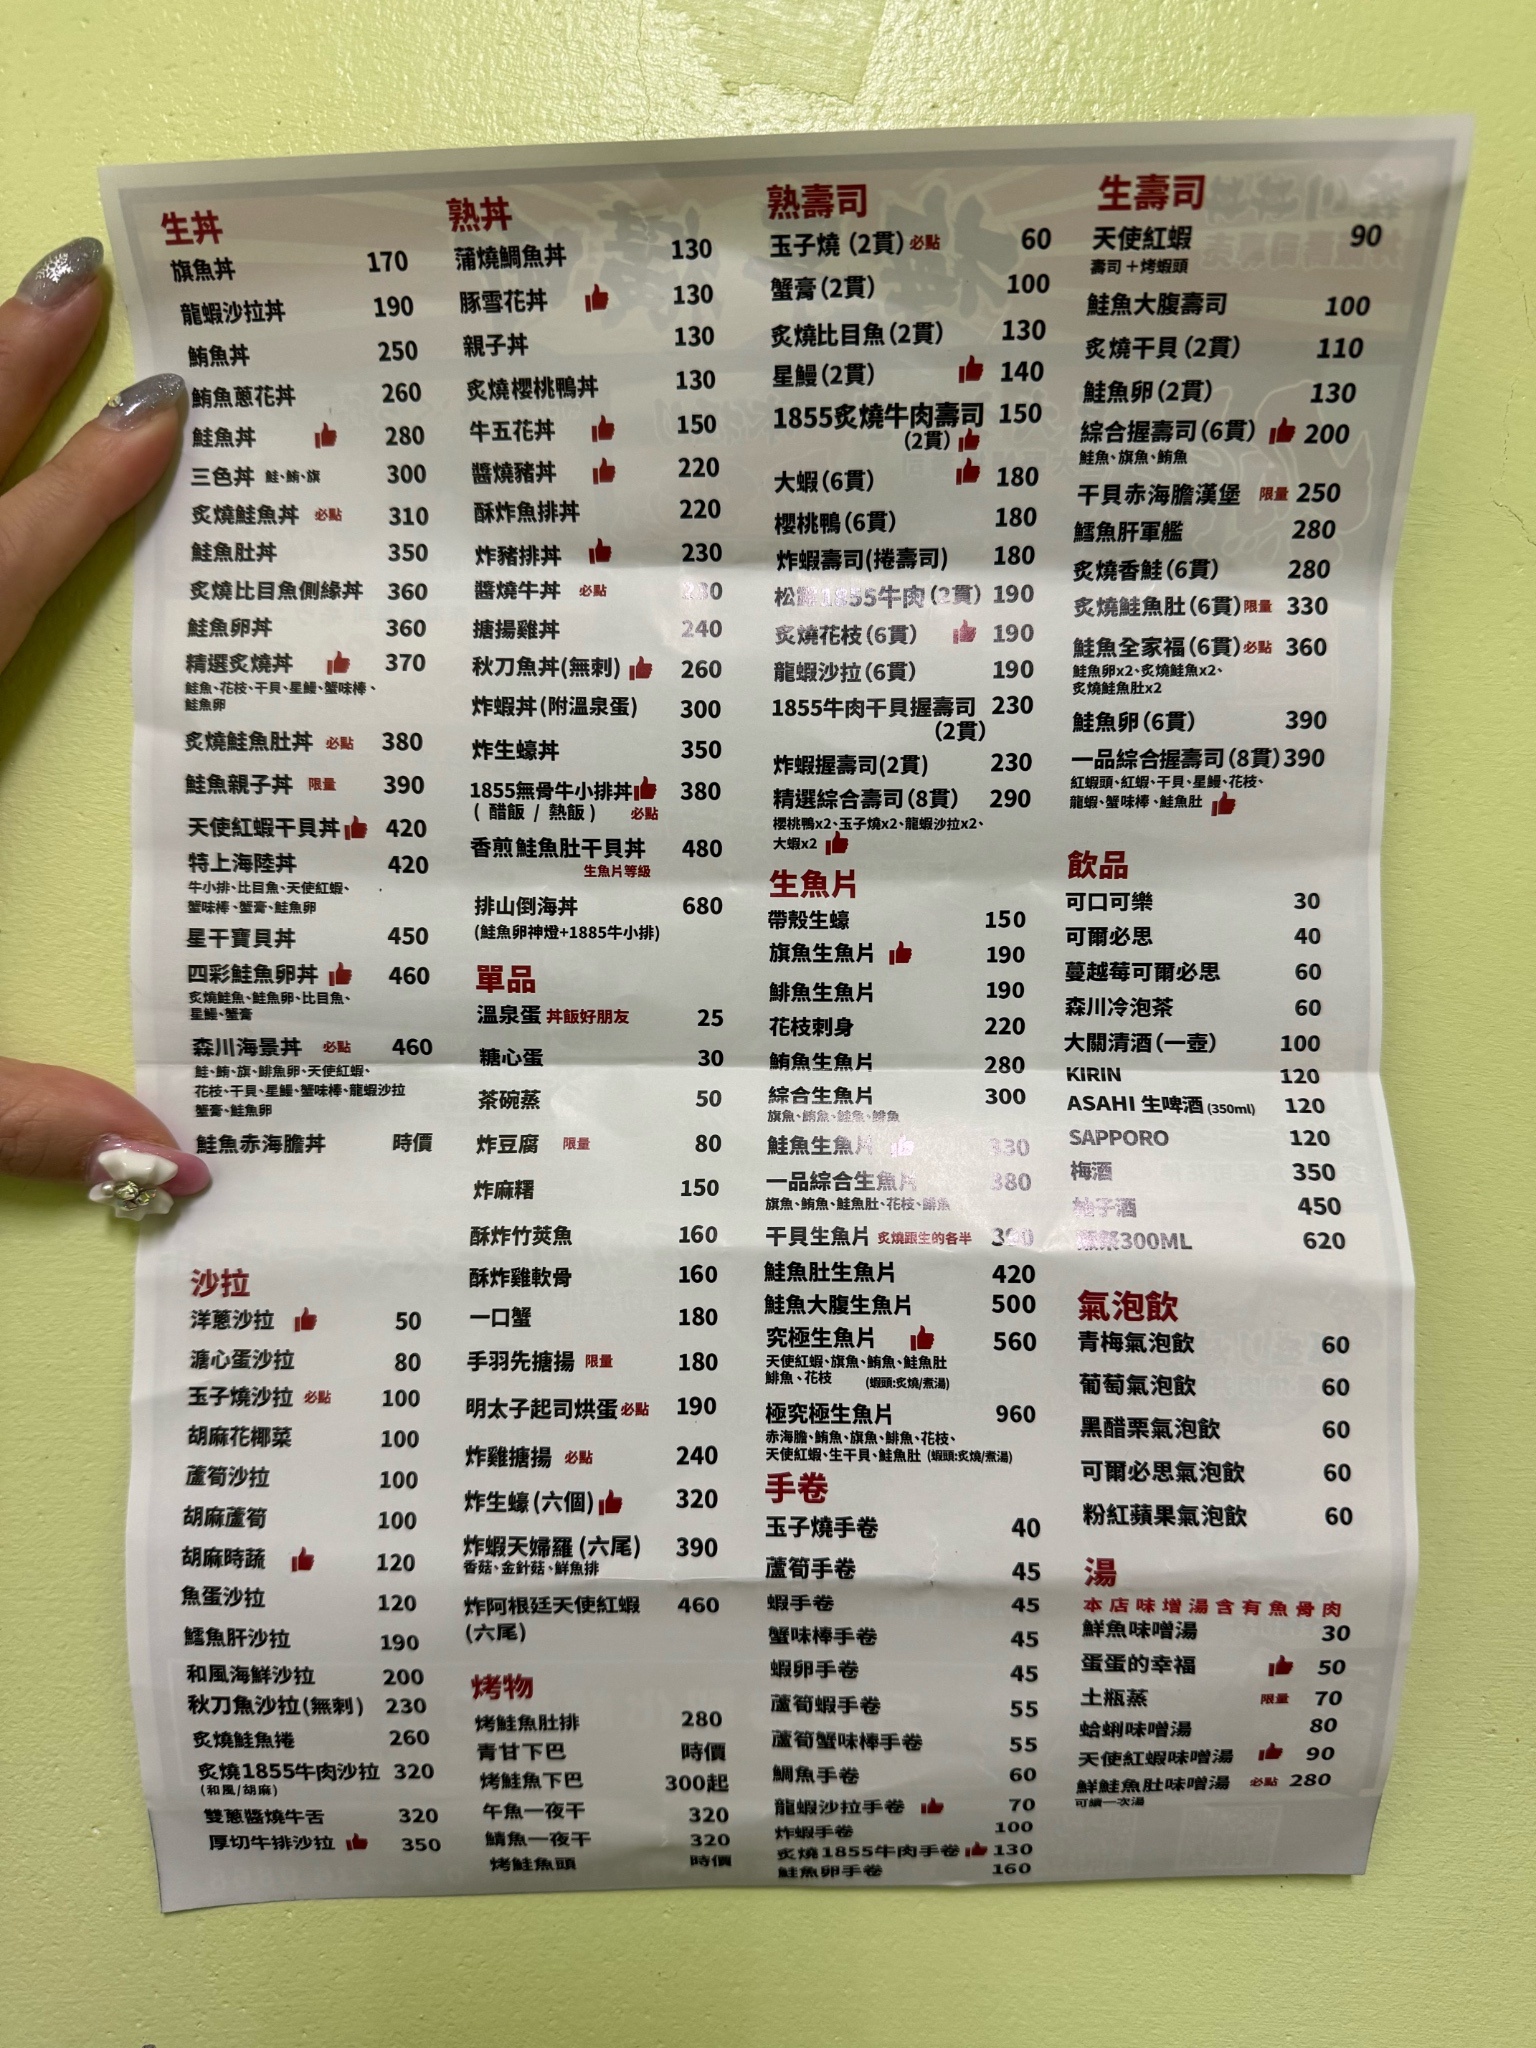 生丼
旗魚丼 170
龍蝦沙拉丼 190
鮪魚丼 250
鮪魚蔥花丼 260
鮭魚丼 280
三色丼 鮭、鮪、旗 300
炙燒鮭魚丼 必點 310
鮭魚肚丼 350
炙燒比目魚側緣丼 360
鮭魚卵丼 360
精選炙燒丼 370
鮭魚、花枝、干貝、星鰻、蟹味棒、
鮭魚卵
炙燒鮭魚肚丼 必點 380
鮭魚親子丼 限量 390
天使紅蝦干貝丼 420
特上海陸丼 420
牛小排、比目魚、天使紅蝦、
蟹味棒、蟹膏、鮭魚卵
星干寶貝丼 450
四彩鮭魚卵丼 460
炙燒鮭魚、鮭魚卵、比目魚、
星鰻、蟹膏
森川海景丼 必點 460
鮭、鮪、旗、鯡魚卵、天使紅蝦、
花枝、干貝、星鰻、蟹味棒、龍蝦沙拉
蟹膏、鮭魚卵
鮭魚赤海膽丼 時價
沙拉
洋蔥沙拉 50
溏心蛋沙拉 80
玉子燒沙拉 必點 100
胡麻花椰菜 100
蘆筍沙拉 100
胡麻蘆筍 100
胡麻時蔬 120
魚蛋沙拉 120
鱈魚肝沙拉 190
和風海鮮沙拉 200
秋刀魚沙拉(無刺) 230
炙燒鮭魚捲 260
炙燒1855牛肉沙拉 320
(和風/胡麻)
雙蔥醬燒牛舌 320
厚切牛排沙拉 350
熟丼
蒲燒鯛魚丼 130
豚雪花丼 130
親子丼 130
炙燒櫻桃鴨丼 130
牛五花丼 150
醬燒豬丼 220
酥炸魚排丼 220
炸豬排丼 230
醬燒牛丼 必點
搪揚雞丼 240
秋刀魚丼(無刺) 260
炸蝦丼(附溫泉蛋) 300
炸生蠔丼 350
1855無骨牛小排丼 380
( 醋飯 / 熱飯 ) 必點
香煎鮭魚肚干貝丼 480
生魚片等級
排山倒海丼 680
(鮭魚卵神燈+1885牛小排)
單品
溫泉蛋 丼飯好朋友 25
糖心蛋 30
茶碗蒸 50
炸豆腐 限量 80
炸麻糬 150
酥炸竹莢魚 160
酥炸雞軟骨 160
一口蟹 180
手羽先搪揚 限量 180
明太子起司烘蛋 必點 190
炸雞搪揚 必點 240
炸生蠔(六個) 320
炸蝦天婦羅(六尾) 390
香菇、金針菇、鮮魚排
炸阿根廷天使紅蝦 460
(六尾)
烤物
烤鮭魚肚排 280
青甘下巴 時價
烤鮭魚下巴 300起
午魚一夜干 320
鯖魚一夜干 320
烤鮭魚頭 時價
熟壽司
玉子燒(2貫) 必點 60
蟹膏(2貫) 100
炙燒比目魚(2貫) 130
星鰻(2貫) 140
1855炙燒牛肉壽司 150
(2貫)
大蝦(6貫) 180
櫻桃鴨(6貫) 180
炸蝦壽司(捲壽司) 180
松露1855牛肉(2貫) 190
炙燒花枝(6貫) 190
龍蝦沙拉(6貫) 190
1855牛肉干貝握壽司 230
(2貫)
炸蝦握壽司(2貫) 230
精選綜合壽司(8貫) 290
櫻桃鴨x2、玉子燒x2、龍蝦沙拉x2、
大蝦x2
生魚片
帶殼生蠔 150
旗魚生魚片 190
鯡魚生魚片 190
花枝刺身 220
鮪魚生魚片 280
綜合生魚片 300
旗魚、鮪魚、鮭魚、鯡魚
鮭魚生魚片 330
一品綜合生魚片 380
旗魚、鮪魚、鮭魚肚、花枝、鯡魚
干貝生魚片 炙燒跟生的各半
鮭魚肚生魚片 420
鮭魚大腹生魚片 500
究極生魚片 560
天使紅蝦、旗魚、鮪魚、鮭魚肚
鯡魚、花枝 (蝦頭:炙燒/煮湯)
極究極生魚片 960
赤海膽、鮪魚、旗魚、鯡魚、花枝、
天使紅蝦、生干貝、鮭魚肚 (蝦頭:炙燒/煮湯)
手卷
玉子燒手卷 40
蘆筍手卷 45
蝦手卷 45
蟹味棒手卷 45
蝦卵手卷 45
蘆筍蝦手卷 55
蘆筍蟹味棒手卷 55
鯛魚手卷 60
龍蝦沙拉手卷 70
炸蝦手卷 100
炙燒1855牛肉手卷 130
鮭魚卵手卷 160
生壽司
天使紅蝦 90
壽司＋烤蝦頭
鮭魚大腹壽司 100
炙燒干貝(2貫) 110
鮭魚卵(2貫) 130
綜合握壽司(6貫) 200
鮭魚、旗魚、鮪魚
干貝赤海膽漢堡 限量 250
鱈魚肝軍艦 280
炙燒香鮭(6貫) 280
炙燒鮭魚肚(6貫) 限量 330
鮭魚全家福(6貫) 必點 360
鮭魚卵x2、炙燒鮭魚x2、
炙燒鮭魚肚x2
鮭魚卵(6貫) 390
一品綜合握壽司(8貫) 390
紅蝦頭、紅蝦、干貝、星鰻、花枝、
龍蝦、蟹味棒、鮭魚肚
飲品
可口可樂 30
可爾必思 40
蔓越莓可爾必思 60
森川冷泡茶 60
大關清酒(一壺) 100
KIRIN 120
ASAHI 生啤酒 (350ml) 120
SAPPORO 120
梅酒 350
柚子酒 450
300ML 620
氣泡飲
青梅氣泡飲 60
葡萄氣泡飲 60
黑醋栗氣泡飲 60
可爾必思氣泡飲 60
粉紅蘋果氣泡飲 60
湯
本店味增湯含有魚骨肉
鮮魚味噌湯 30
蛋蛋的幸福 50
土瓶蒸 限量 70
蛤蜊味噌湯 80
天使紅蝦味噌湯 90
鮮鮭魚肚味噌湯 必點 280
可續一次湯